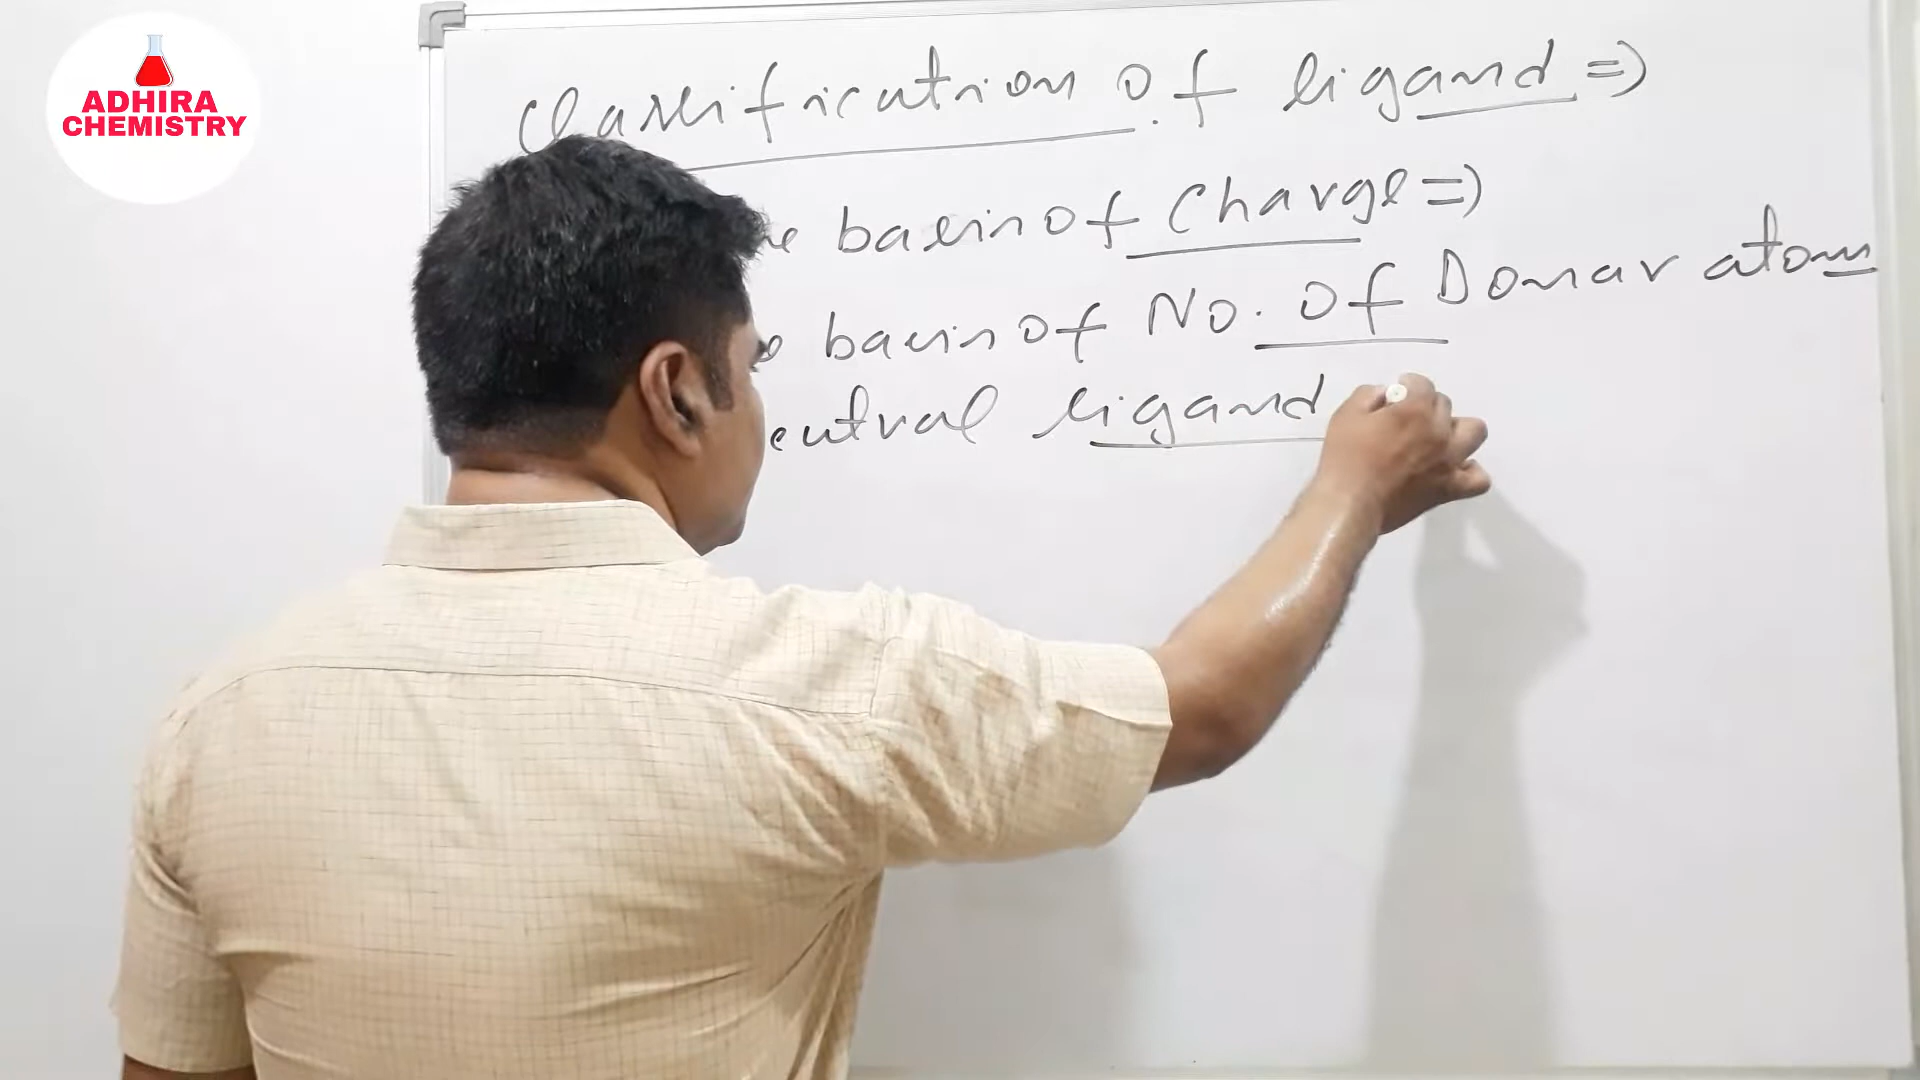 ADHIRA
CHEMISTRY
Classification of ligand =)
basis of Charge =)
basis of No. of Donar atom
eutral ligand